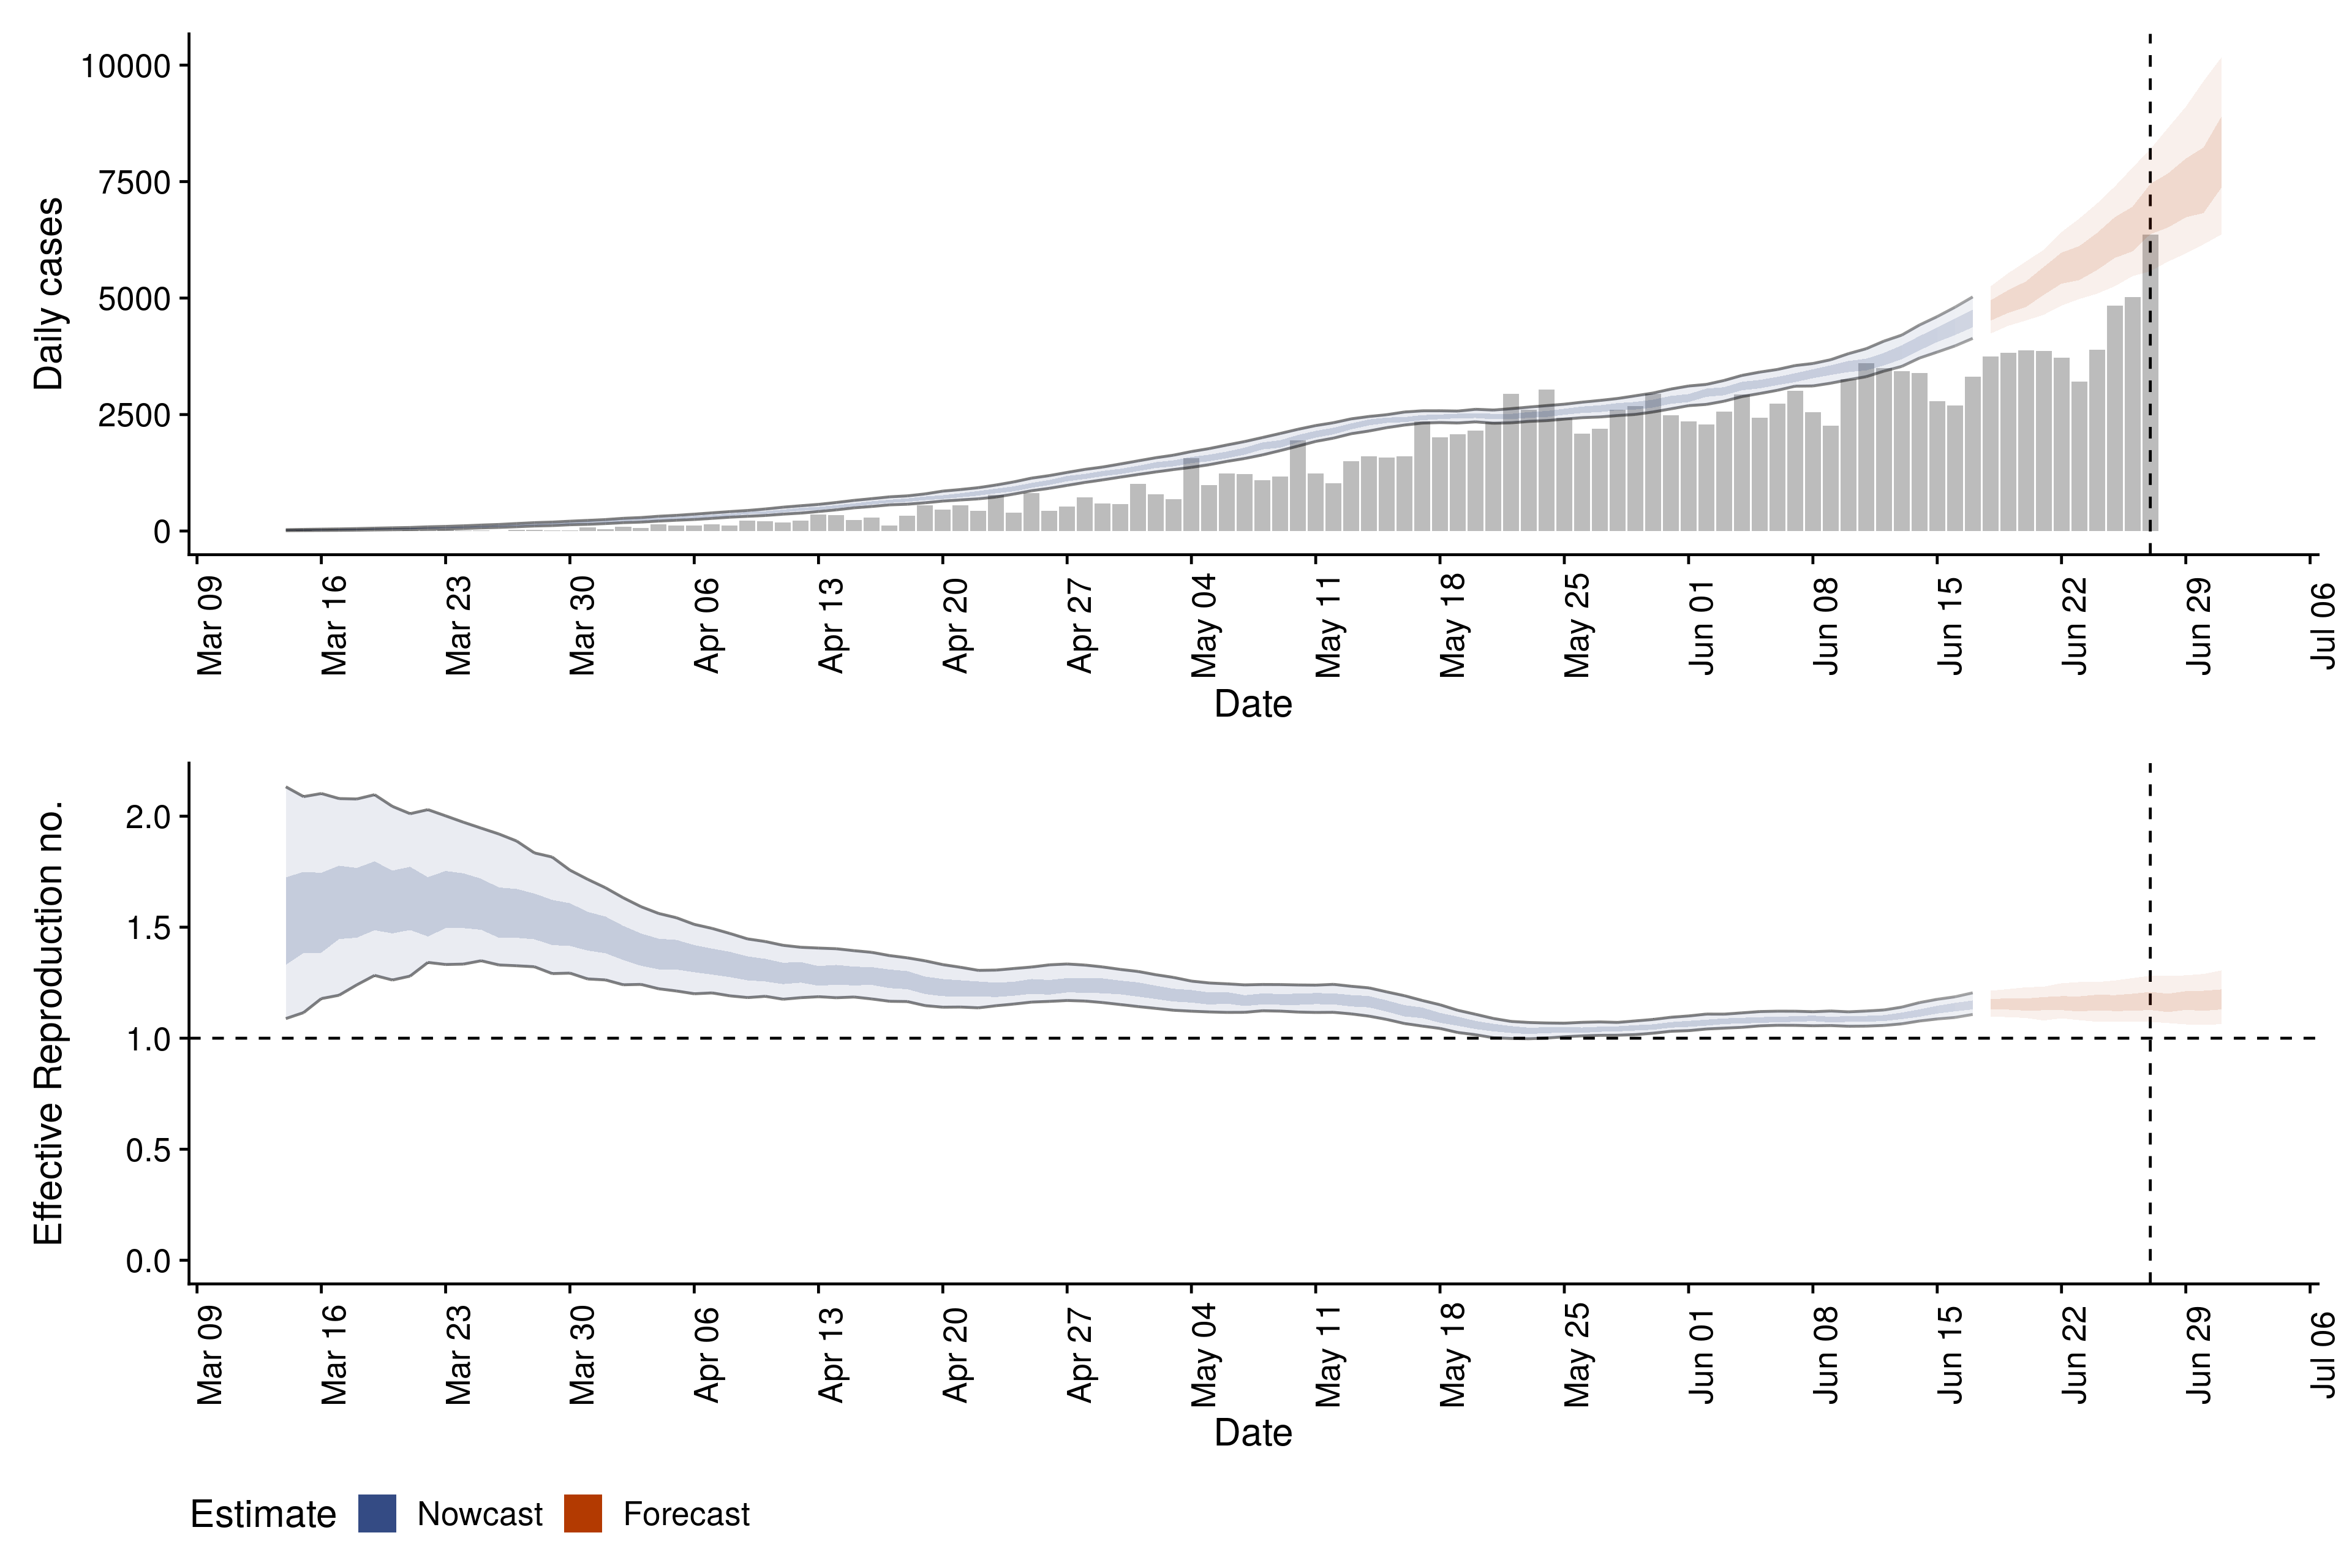 10000
7500
5000
2500
0
Daily cases
Mar 09 Mar 16 Mar 23 Mar 30 Apr 06 Apr 13 Apr 20 Apr 27 May 04 May 11 May 18 May 25 Jun 01 Jun 08 Jun 15 Jun 22 Jun 29 Jul 06
Date
2.0
1.5
1.0
0.5
0.0
Effective Reproduction no.
Mar 09 Mar 16 Mar 23 Mar 30 Apr 06 Apr 13 Apr 20 Apr 27 May 04 May 11 May 18 May 25 Jun 01 Jun 08 Jun 15 Jun 22 Jun 29 Jul 06
Date
Estimate Nowcast Forecast